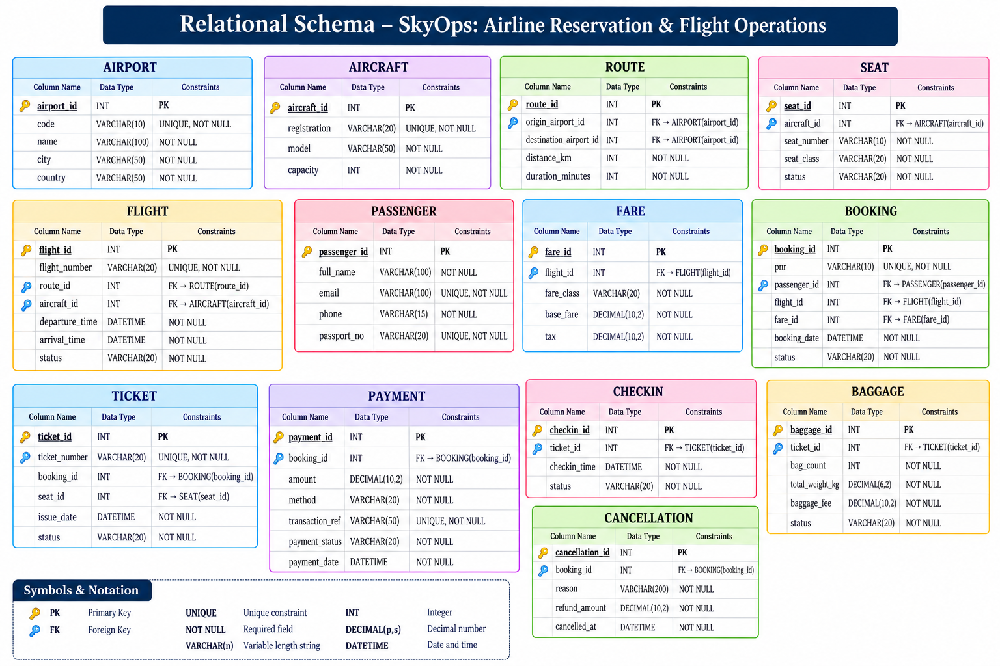 Relational Schema – SkyOps: Airline Reservation & Flight Operations
AIRPORT
Column Name Data Type Constraints
airport_id INT PK
code VARCHAR(10) UNIQUE, NOT NULL
name VARCHAR(100) NOT NULL
city VARCHAR(50) NOT NULL
country VARCHAR(50) NOT NULL
AIRCRAFT
Column Name Data Type Constraints
aircraft_id INT PK
registration VARCHAR(20) UNIQUE, NOT NULL
model VARCHAR(50) NOT NULL
capacity INT NOT NULL
ROUTE
Column Name Data Type Constraints
route_id INT PK
origin_airport_id INT FK → AIRPORT(airport_id)
destination_airport_id INT FK → AIRPORT(airport_id)
distance_km INT NOT NULL
duration_minutes INT NOT NULL
SEAT
Column Name Data Type Constraints
seat_id INT PK
aircraft_id INT FK → AIRCRAFT(aircraft_id)
seat_number VARCHAR(10) NOT NULL
seat_class VARCHAR(20) NOT NULL
status VARCHAR(20) NOT NULL
FLIGHT
Column Name Data Type Constraints
flight_id INT PK
flight_number VARCHAR(20) UNIQUE, NOT NULL
route_id INT FK → ROUTE(route_id)
aircraft_id INT FK → AIRCRAFT(aircraft_id)
departure_time DATETIME NOT NULL
arrival_time DATETIME NOT NULL
status VARCHAR(20) NOT NULL
PASSENGER
Column Name Data Type Constraints
passenger_id INT PK
full_name VARCHAR(100) NOT NULL
email VARCHAR(100) UNIQUE, NOT NULL
phone VARCHAR(15) NOT NULL
passport_no VARCHAR(20) UNIQUE, NOT NULL
FARE
Column Name Data Type Constraints
fare_id INT PK
flight_id INT FK → FLIGHT(flight_id)
fare_class VARCHAR(20) NOT NULL
base_fare DECIMAL(10,2) NOT NULL
tax DECIMAL(10,2) NOT NULL
BOOKING
Column Name Data Type Constraints
booking_id INT PK
pnr VARCHAR(10) UNIQUE, NOT NULL
passenger_id INT FK → PASSENGER(passenger_id)
flight_id INT FK → FLIGHT(flight_id)
fare_id INT FK → FARE(fare_id)
booking_date DATETIME NOT NULL
status VARCHAR(20) NOT NULL
TICKET
Column Name Data Type Constraints
ticket_id INT PK
ticket_number VARCHAR(20) UNIQUE, NOT NULL
booking_id INT FK → BOOKING(booking_id)
seat_id INT FK → SEAT(seat_id)
issue_date DATETIME NOT NULL
status VARCHAR(20) NOT NULL
PAYMENT
Column Name Data Type Constraints
payment_id INT PK
booking_id INT FK → BOOKING(booking_id)
amount DECIMAL(10,2) NOT NULL
method VARCHAR(20) NOT NULL
transaction_ref VARCHAR(50) UNIQUE, NOT NULL
payment_status VARCHAR(20) NOT NULL
payment_date DATETIME NOT NULL
CHECKIN
Column Name Data Type Constraints
checkin_id INT PK
ticket_id INT FK → TICKET(ticket_id)
checkin_time DATETIME NOT NULL
status VARCHAR(20) NOT NULL
BAGGAGE
Column Name Data Type Constraints
baggage_id INT PK
ticket_id INT FK → TICKET(ticket_id)
bag_count INT NOT NULL
total_weight_kg DECIMAL(6,2) NOT NULL
baggage_fee DECIMAL(10,2) NOT NULL
status VARCHAR(20) NOT NULL
CANCELLATION
Column Name Data Type Constraints
cancellation_id INT PK
booking_id INT FK → BOOKING(booking_id)
reason VARCHAR(200) NOT NULL
refund_amount DECIMAL(10,2) NOT NULL
cancelled_at DATETIME NOT NULL
Symbols & Notation
PK Primary Key UNIQUE Unique constraint INT Integer
FK Foreign Key NOT NULL Required field DECIMAL(p,s) Decimal number
VARCHAR(n) Variable length string DATETIME Date and time